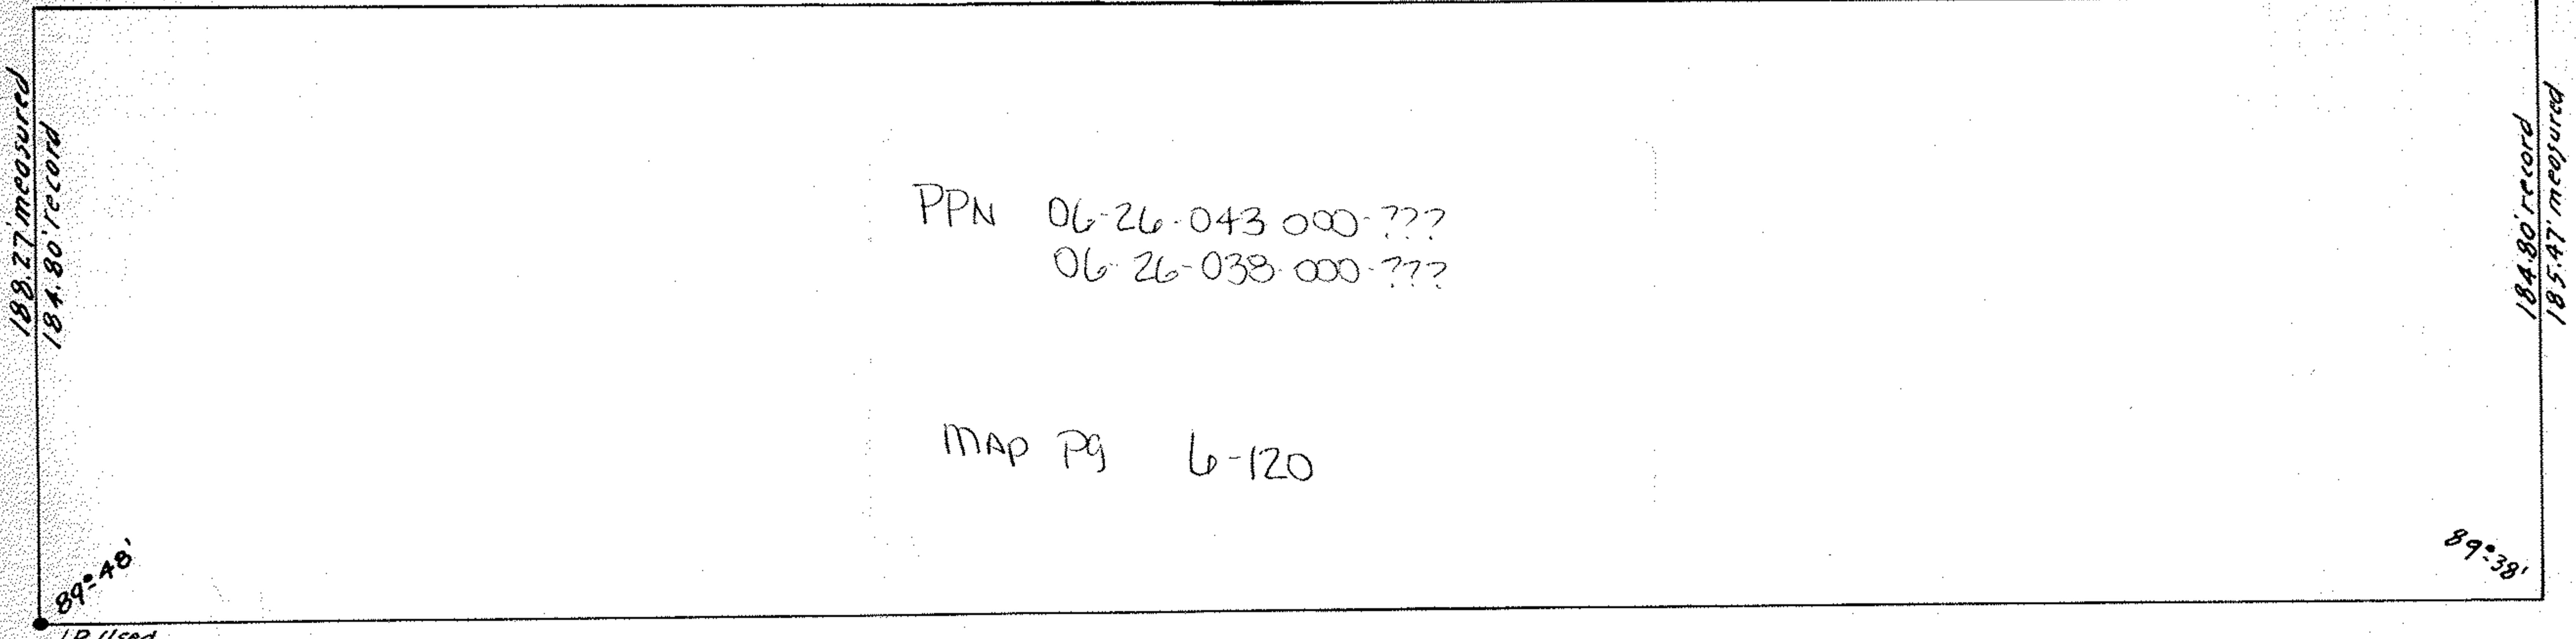 188.27' measured
184.80' record
PPN 06-26-043 000-???
06-26-038-000-???
MAP Pg 6-120
184.80' record
185.47' measured
89°-48'
89°-38'
I.P. Used